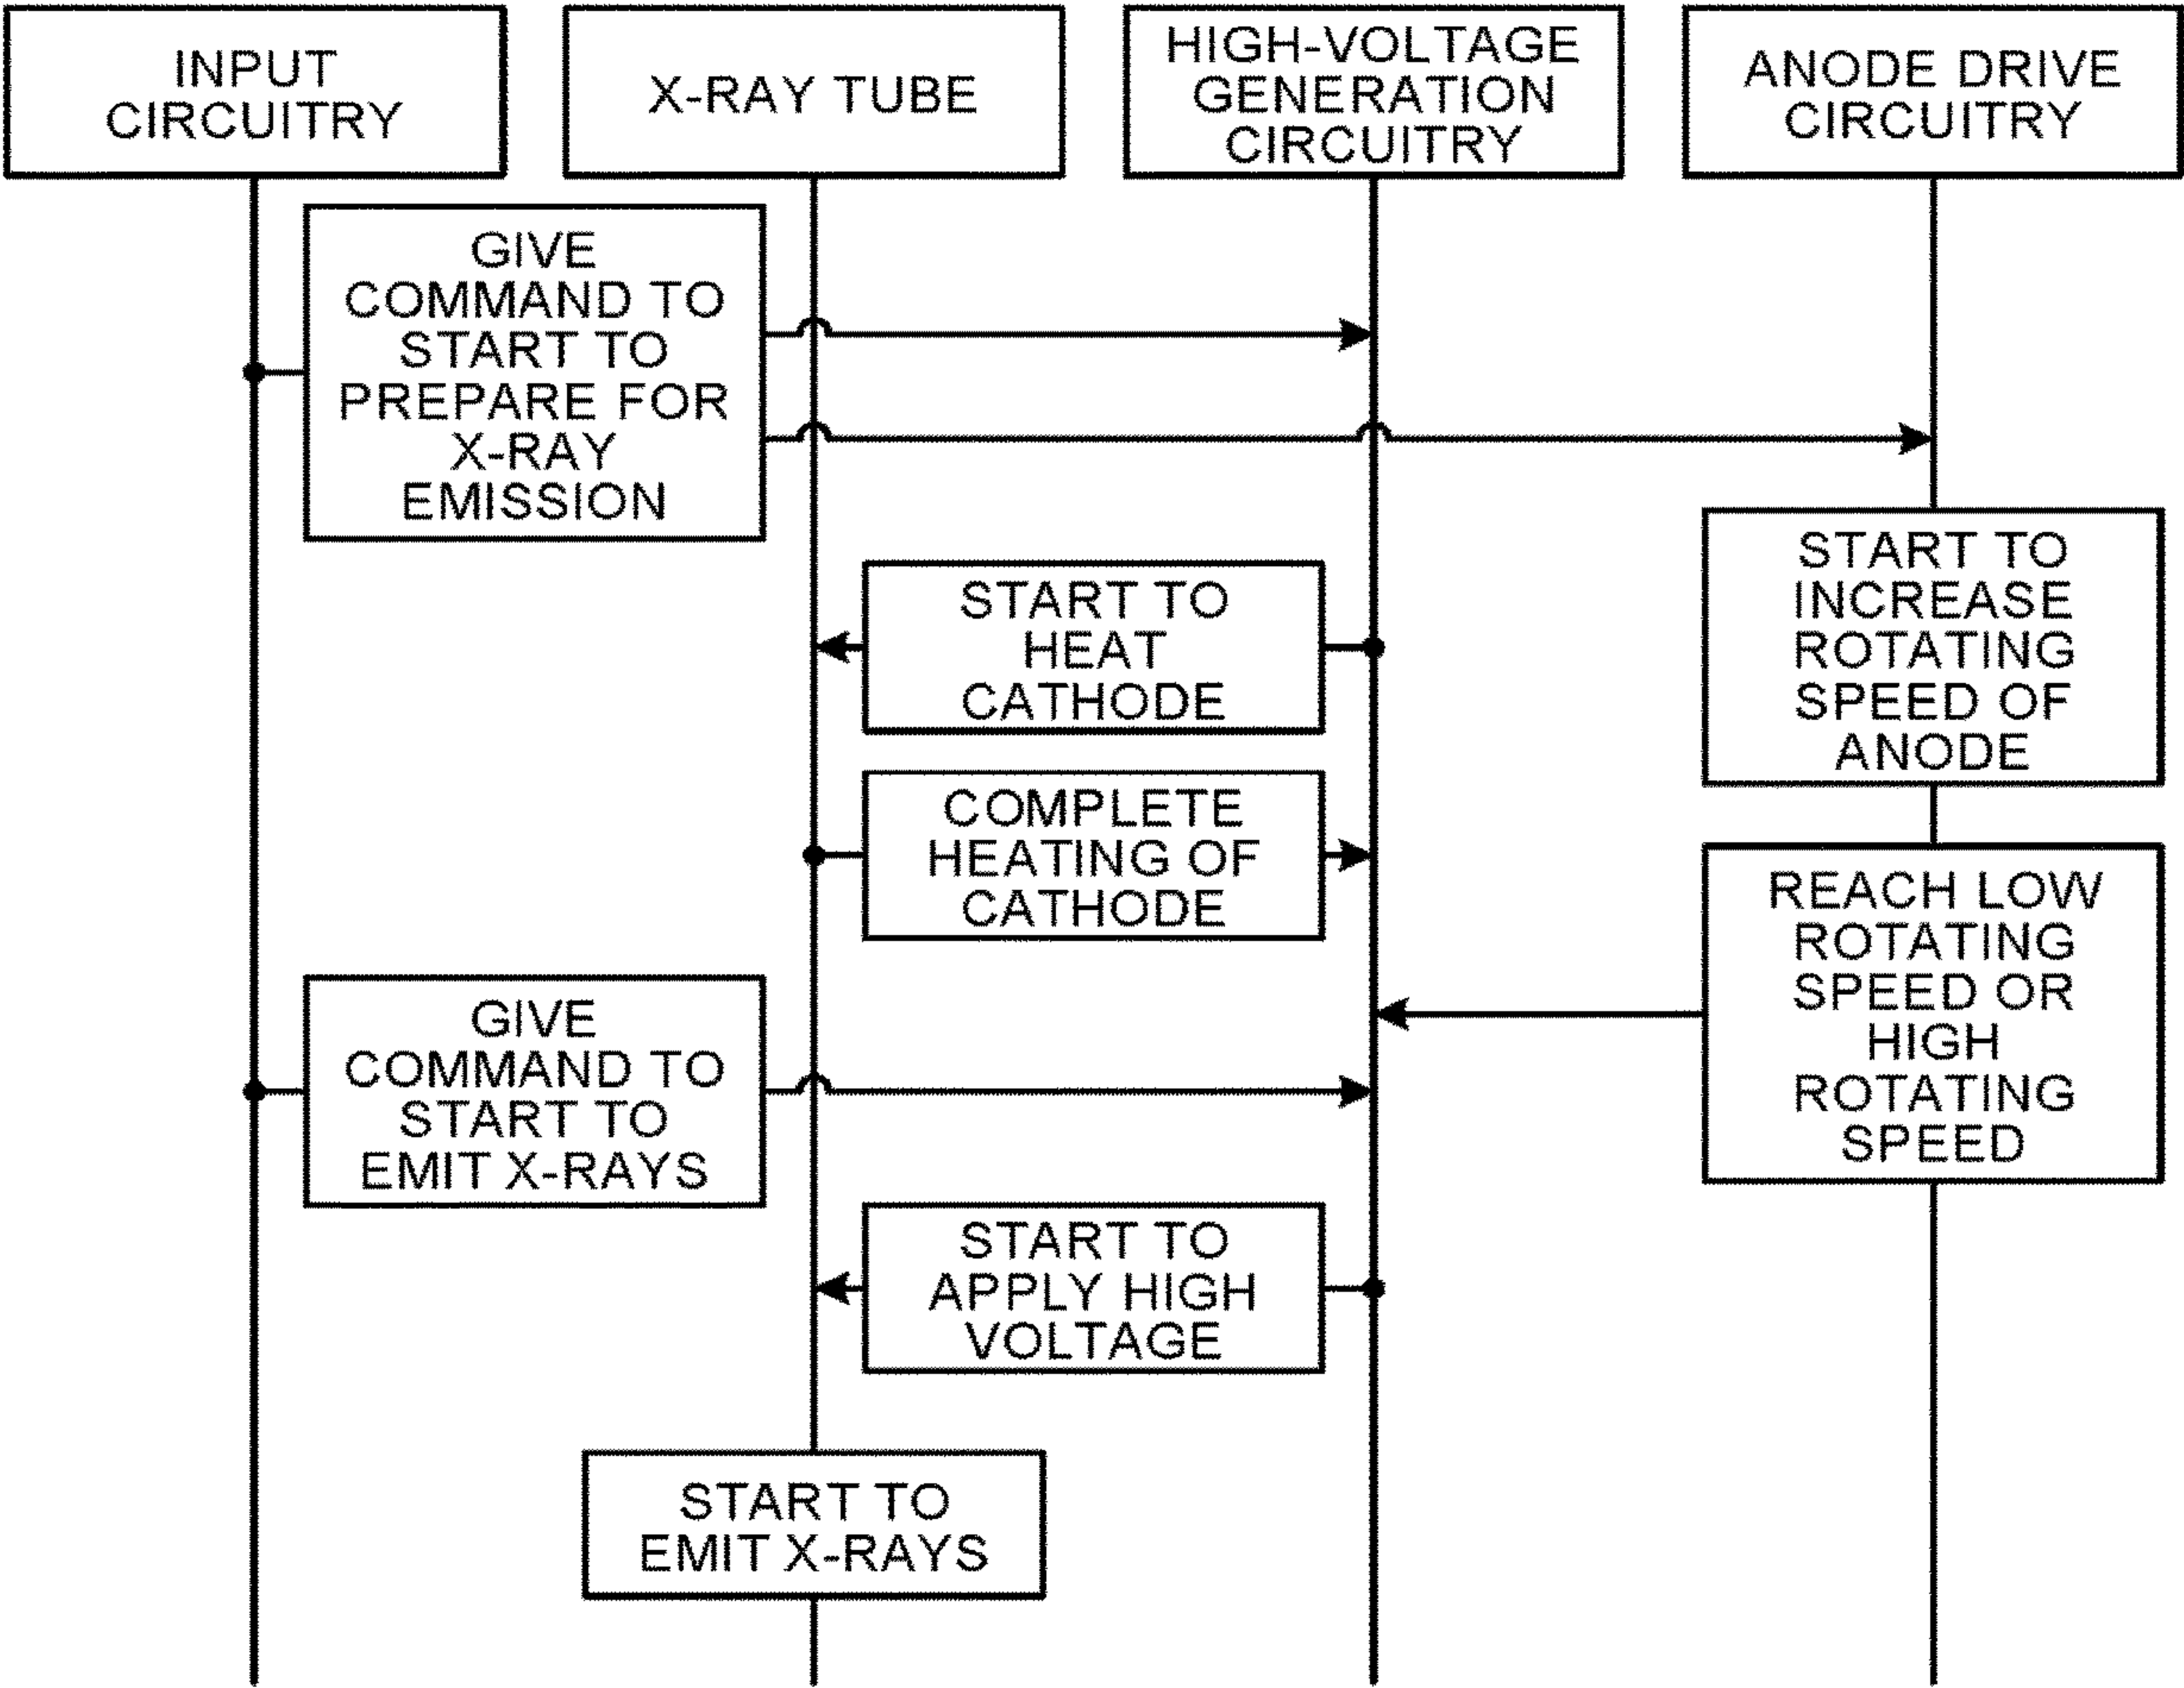 INPUT
CIRCUITRY
X-RAY TUBE
HIGH-VOLTAGE
GENERATION
CIRCUITRY
ANODE DRIVE
CIRCUITRY
GIVE
COMMAND TO
START TO
PREPARE FOR
X-RAY
EMISSION
START TO
INCREASE
ROTATING
SPEED OF
ANODE
START TO
HEAT
CATHODE
COMPLETE
HEATING OF
CATHODE
REACH LOW
ROTATING
SPEED OR
HIGH
ROTATING
SPEED
GIVE
COMMAND TO
START TO
EMIT X-RAYS
START TO
APPLY HIGH
VOLTAGE
START TO
EMIT X-RAYS